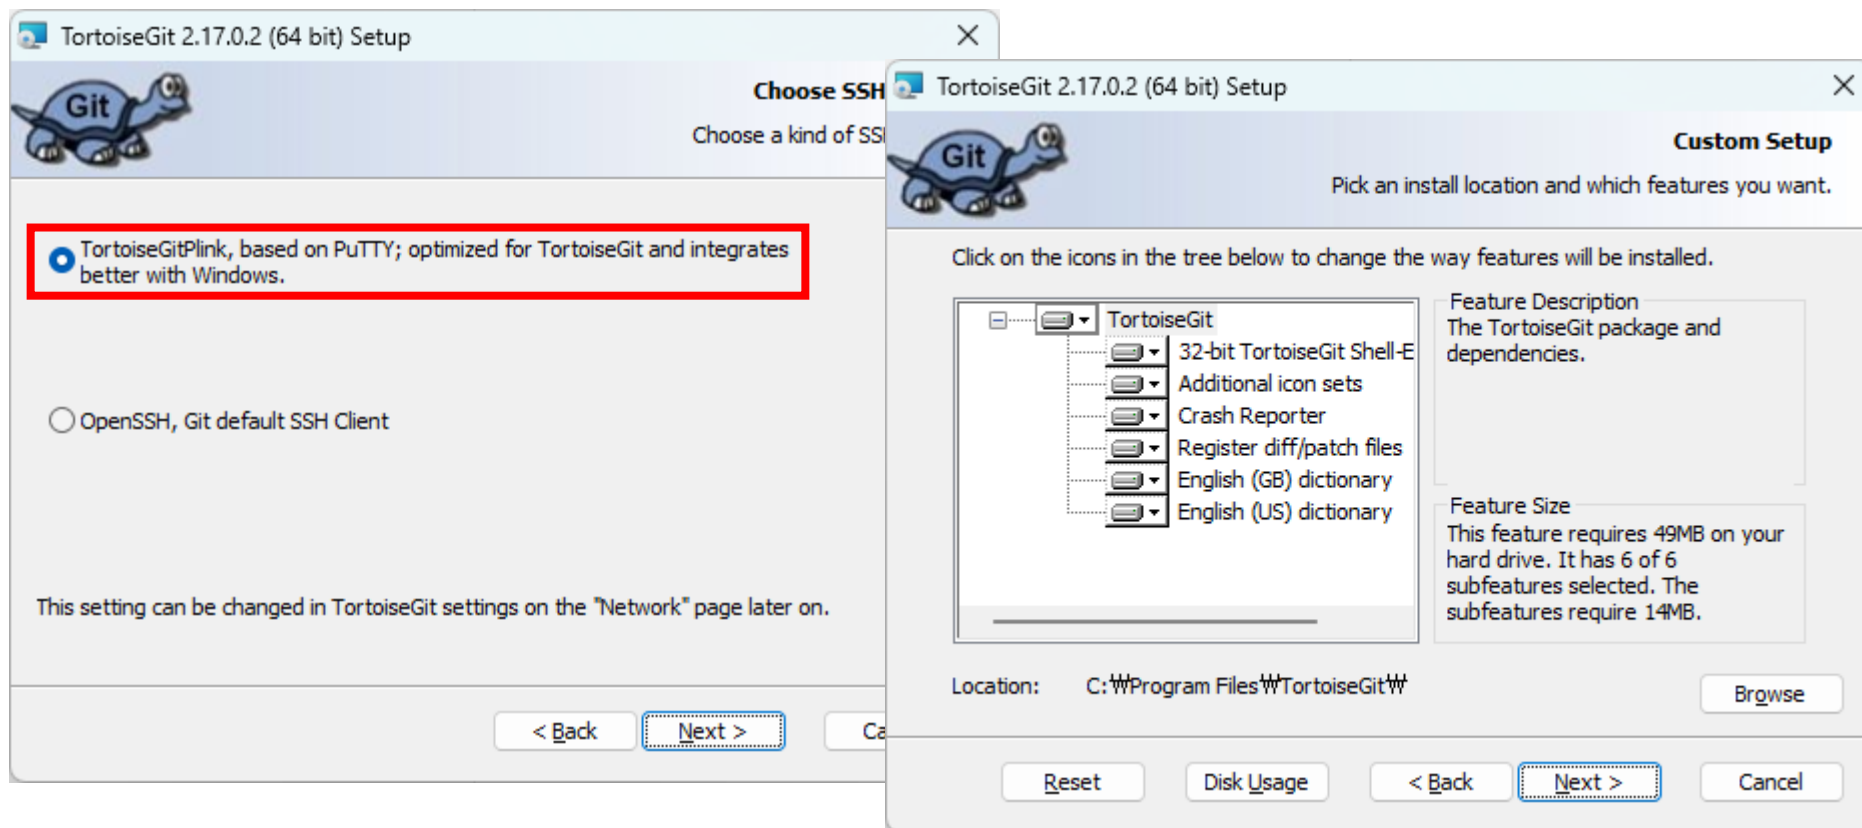 TortoiseGit 2.17.0.2 (64 bit) Setup
Git
Choose SSH
Choose a kind of SS
TortoiseGitPlink, based on PuTTY; optimized for TortoiseGit and integrates
better with Windows.
OpenSSH, Git default SSH Client
This setting can be changed in TortoiseGit settings on the "Network" page later on.
< Back
Next >
Ca
TortoiseGit 2.17.0.2 (64 bit) Setup
Git
Custom Setup
Pick an install location and which features you want.
Click on the icons in the tree below to change the way features will be installed.
TortoiseGit
32-bit TortoiseGit Shell-E
Additional icon sets
Crash Reporter
Register diff/patch files
English (GB) dictionary
English (US) dictionary
Feature Description
The TortoiseGit package and
dependencies.
Feature Size
This feature requires 49MB on your
hard drive. It has 6 of 6
subfeatures selected. The
subfeatures require 14MB.
Location: C:₩Program Files₩TortoiseGit₩
Browse
Reset
Disk Usage
< Back
Next >
Cancel